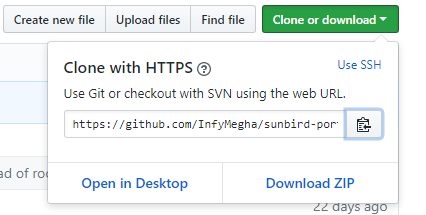 Create new file Upload files Find file Clone or download
Clone with HTTPS ? Use SSH
Use Git or checkout with SVN using the web URL.
https://github.com/InfyMegha/sunbird-por
ad of
Open in Desktop Download ZIP
22 days ago